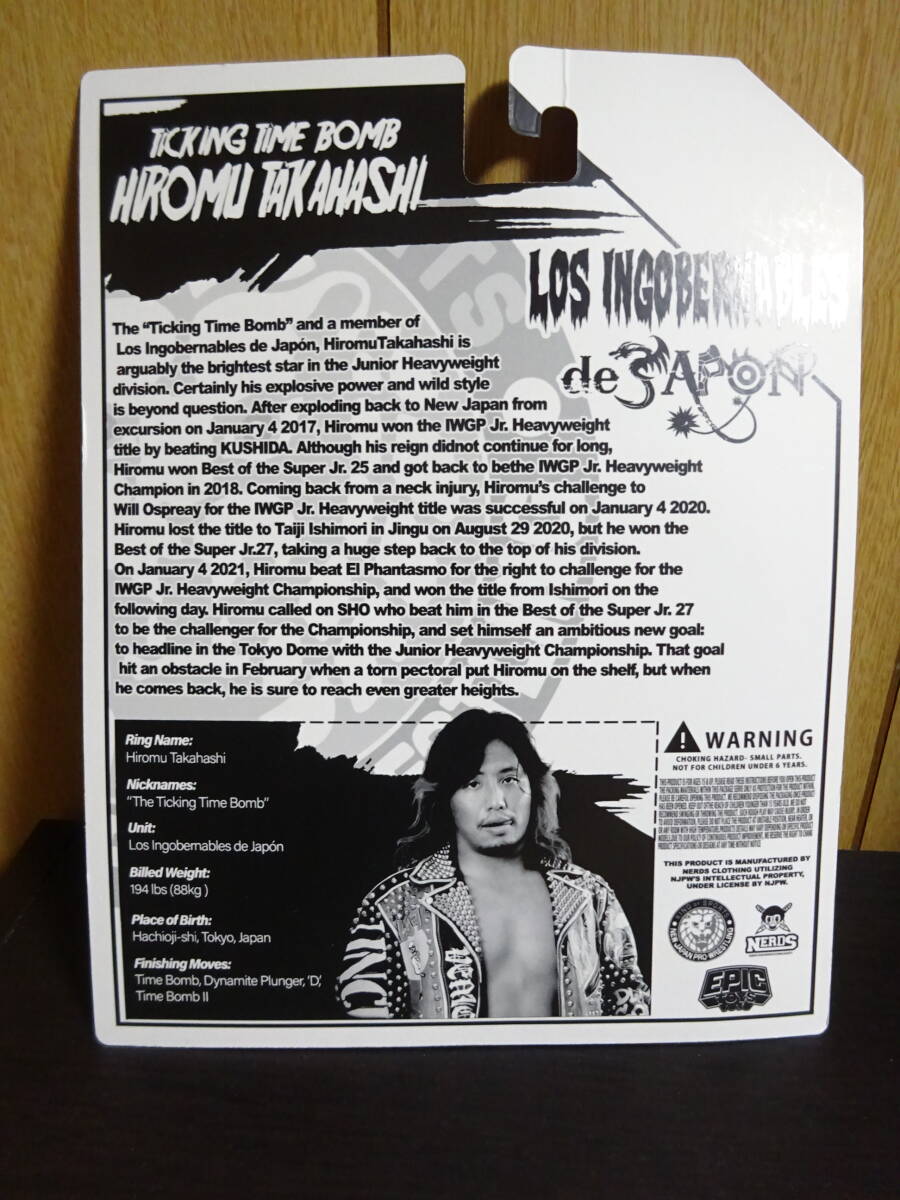 TICKING TIME BOMB
HIROMU TAKAHASHI
LOS INGOBERNABLES
de JAPON
The “Ticking Time Bomb” and a member of
Los Ingobernables de Japón, HiromuTakahashi is
arguably the brightest star in the Junior Heavyweight
division. Certainly his explosive power and wild style
is beyond question. After exploding back to New Japan from
excursion on January 4 2017, Hiromu won the IWGP Jr. Heavyweight
title by beating KUSHIDA. Although his reign didnot continue for long,
Hiromu won Best of the Super Jr. 25 and got back to bethe IWGP Jr. Heavyweight
Champion in 2018. Coming back from a neck injury, Hiromu's challenge to
Will Ospreay for the IWGP Jr. Heavyweight title was successful on January 4 2020.
Hiromu lost the title to Taiji Ishimori in Jingu on August 29 2020, but he won the
Best of the Super Jr.27, taking a huge step back to the top of his division.
On January 4 2021, Hiromu beat El Phantasmo for the right to challenge for the
IWGP Jr. Heavyweight Championship, and won the title from Ishimori on the
following day. Hiromu called on SHO who beat him in the Best of the Super Jr. 27
to be the challenger for the Championship, and set himself an ambitious new goal:
to headline in the Tokyo Dome with the Junior Heavyweight Championship. That goal
hit an obstacle in February when a torn pectoral put Hiromu on the shelf, but when
he comes back, he is sure to reach even greater heights.
Ring Name:
Hiromu Takahashi
Nicknames:
“The Ticking Time Bomb”
Unit:
Los Ingobernables de Japón
Billed Weight:
194 lbs (88kg )
Place of Birth:
Hachioji-shi, Tokyo, Japan
Finishing Moves:
Time Bomb, Dynamite Plunger, 'D',
Time Bomb II
WARNING
CHOKING HAZARD- SMALL PARTS.
NOT FOR CHILDREN UNDER 6 YEARS.
THIS PRODUCT IS MANUFACTURED BY
NERDS CLOTHING UTILIZING
NJPW'S INTELLECTUAL PROPERTY,
UNDER LICENSE BY NJPW.
KING OF SPORTS
NEW JAPAN PRO-WRESTLING
NERDS
EPIC
TOYS